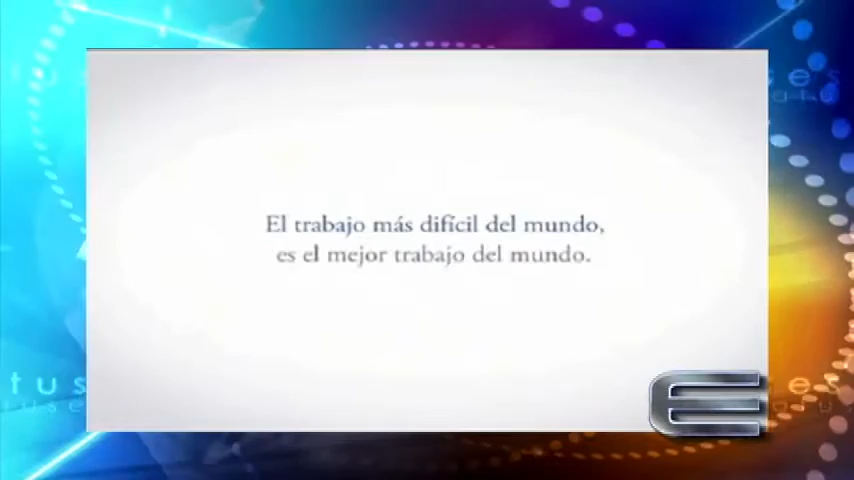 El trabajo más difícil del mundo,
es el mejor trabajo del mundo.
E